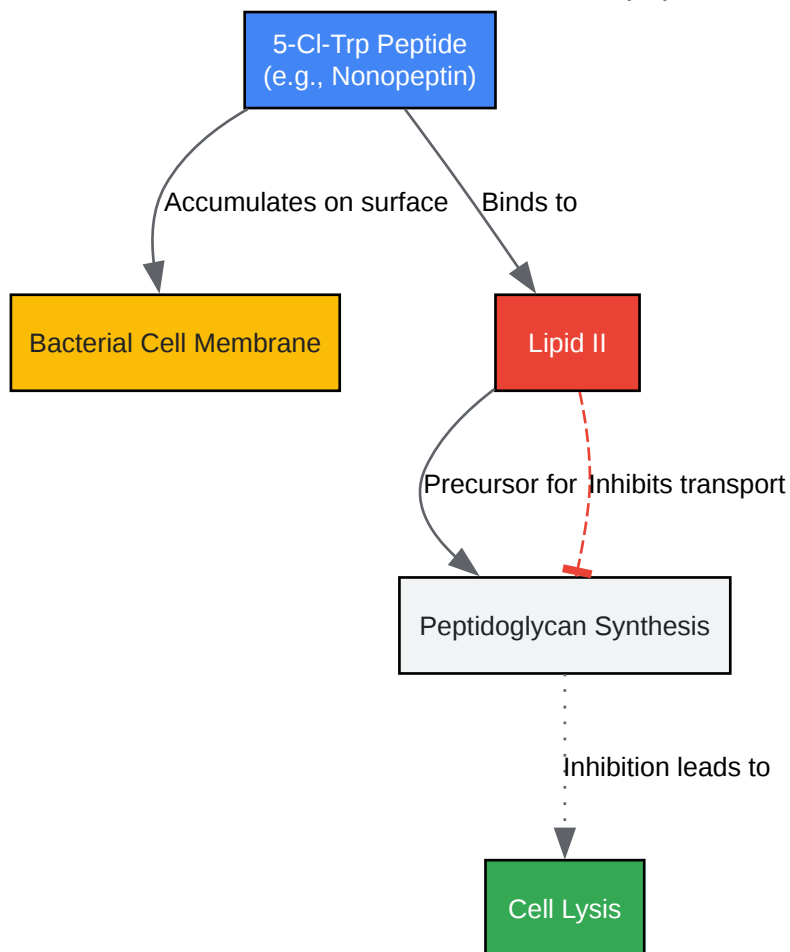 5-Cl-Trp Peptide
(e.g., Nonopeptin)
Accumulates on surface
Binds to
Bacterial Cell Membrane
Lipid II
Precursor for
Inhibits transport
Peptidoglycan Synthesis
Inhibition leads to
Cell Lysis